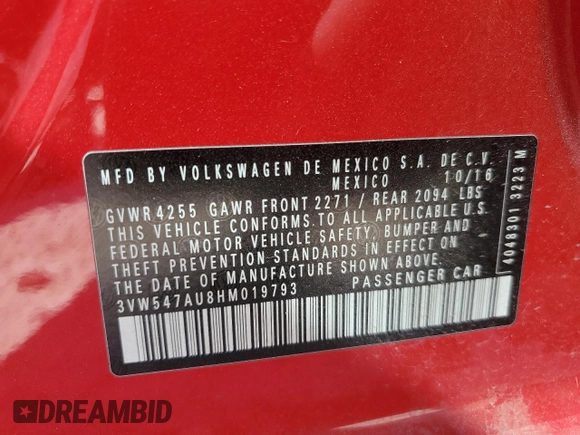 MFD BY VOLKSWAGEN DE MEXICO S.A. DE C.V.
MEXICO 10/16
GVWR 4255 GAWR FRONT 2271 / REAR 2094 LBS
THIS VEHICLE CONFORMS TO ALL APPLICABLE U.S.
FEDERAL MOTOR VEHICLE SAFETY, BUMPER AND
THEFT PREVENTION STANDARDS IN EFFECT ON
THE DATE OF MANUFACTURE SHOWN ABOVE.
3VW547AU8HM019793 PASSENGER CAR
4048301 3223 M
DREAMBID